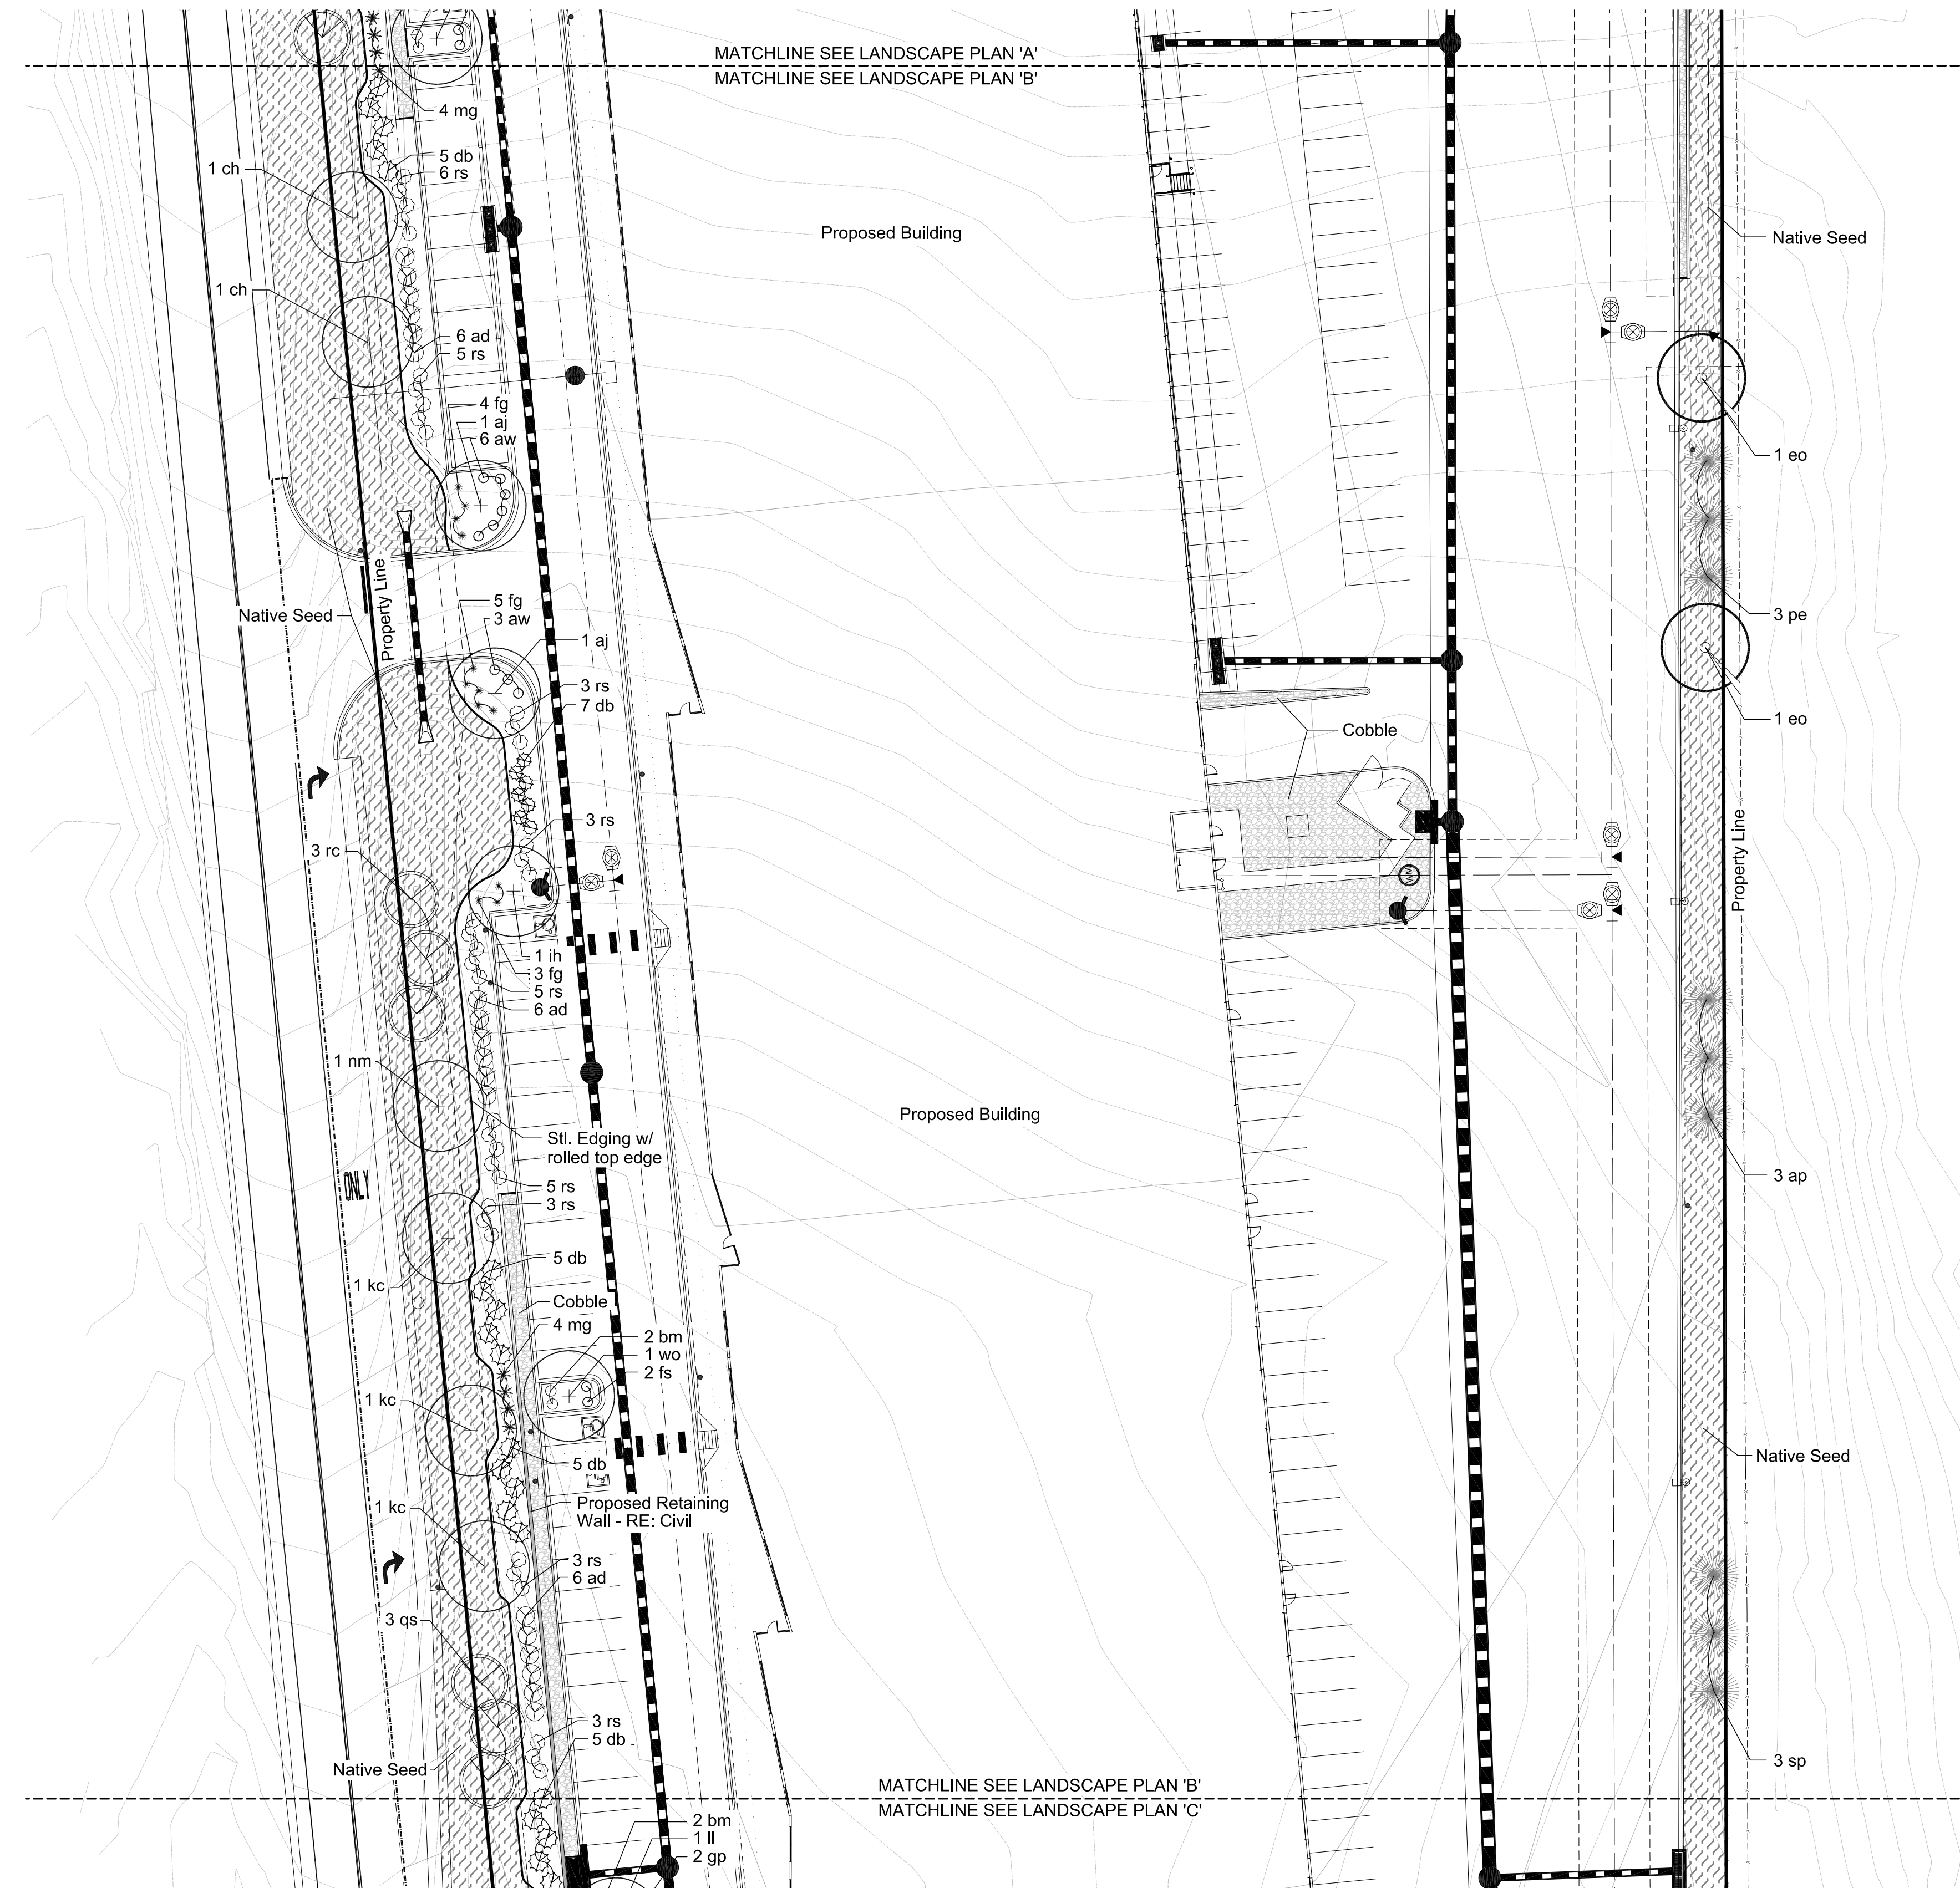 MATCHLINE SEE LANDSCAPE PLAN 'A'
MATCHLINE SEE LANDSCAPE PLAN 'B'
4 mg
5 db
6 rs
1 ch
Proposed Building
Native Seed
1 ch
6 ad
5 rs
4 fg
1 aj
6 aw
1 eo
Property Line
Native Seed
5 fg
3 aw
1 aj
3 pe
3 rs
7 db
1 eo
Cobble
3 rs
3 rc
Property Line
WW
1 ih
3 fg
5 rs
6 ad
1 nm
Proposed Building
Stl. Edging w/
rolled top edge
ONLY
5 rs
3 rs
3 ap
5 db
1 kc
Cobble
4 mg
2 bm
1 wo
2 fs
1 kc
5 db
Native Seed
1 kc
Proposed Retaining
Wall - RE: Civil
3 rs
6 ad
3 qs
3 rs
5 db
Native Seed
3 sp
MATCHLINE SEE LANDSCAPE PLAN 'B'
MATCHLINE SEE LANDSCAPE PLAN 'C'
2 bm
1 ll
2 gp